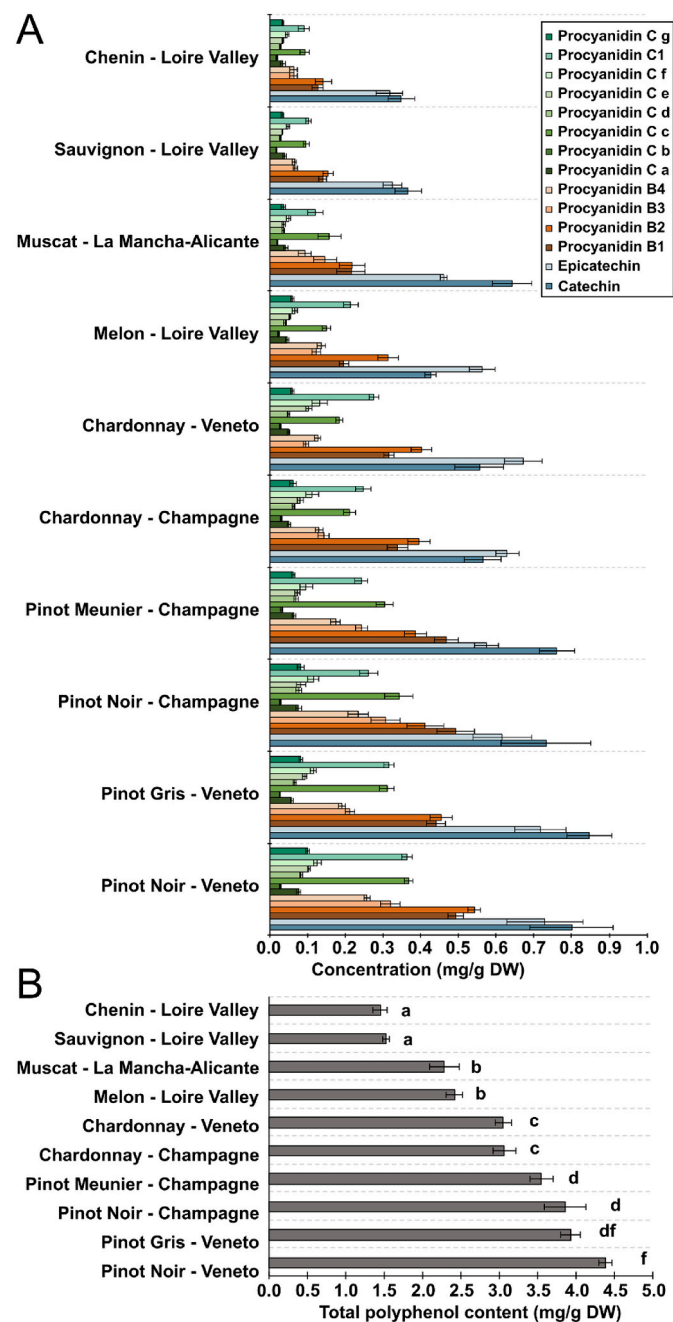 A
Procyanidin C g
Procyanidin C1
Procyanidin C f
Procyanidin C e
Procyanidin C d
Procyanidin C c
Procyanidin C b
Procyanidin C a
Procyanidin B4
Procyanidin B3
Procyanidin B2
Procyanidin B1
Epicatechin
Catechin
Chenin - Loire Valley
Sauvignon - Loire Valley
Muscat - La Mancha-Alicante
Melon - Loire Valley
Chardonnay - Veneto
Chardonnay - Champagne
Pinot Meunier - Champagne
Pinot Noir - Champagne
Pinot Gris - Veneto
Pinot Noir - Veneto
0.0 0.1 0.2 0.3 0.4 0.5 0.6 0.7 0.8 0.9 1.0
Concentration (mg/g DW)
B
Chenin - Loire Valley a
Sauvignon - Loire Valley a
Muscat - La Mancha-Alicante b
Melon - Loire Valley b
Chardonnay - Veneto c
Chardonnay - Champagne c
Pinot Meunier - Champagne d
Pinot Noir - Champagne d
Pinot Gris - Veneto df
Pinot Noir - Veneto f
0.0 0.5 1.0 1.5 2.0 2.5 3.0 3.5 4.0 4.5 5.0
Total polyphenol content (mg/g DW)